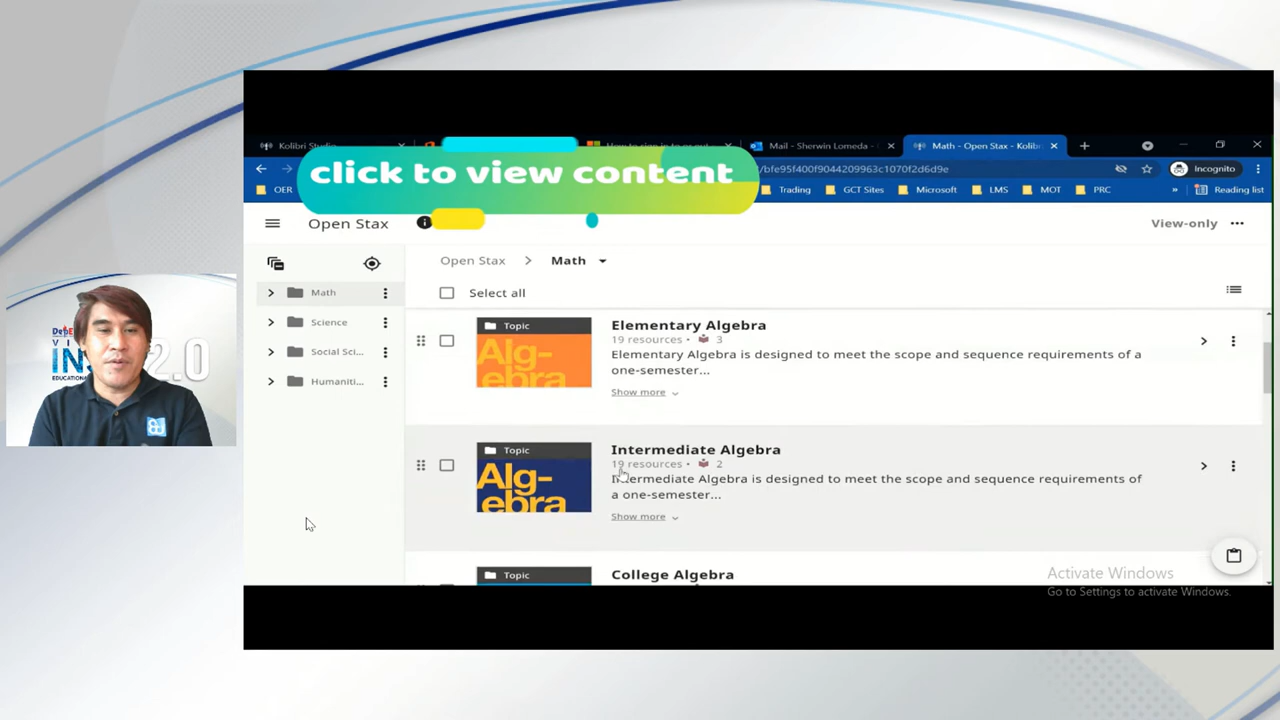 Kolibri Studio
How to sign in to or out
Mail - Sherwin Lomeda -
Math - Open Stax - Kolibri
click to view content
/bfe95f400f9044209963c1070f2d6d9e
Incognito
OER
Trading
GCT Sites
Microsoft
LMS
MOT
PRC
»
Reading list
Open Stax
View-only
Open Stax > Math
Select all
Math
Science
Social Sci...
Humaniti...
Topic
Alg-
ebra
Elementary Algebra
19 resources • 3
Elementary Algebra is designed to meet the scope and sequence requirements of a
one-semester...
Show more
Topic
Alg-
ebra
Intermediate Algebra
19 resources • 2
Intermediate Algebra is designed to meet the scope and sequence requirements of
a one-semester...
Show more
Topic
College Algebra
Activate Windows
Go to Settings to activate Windows.
2.0